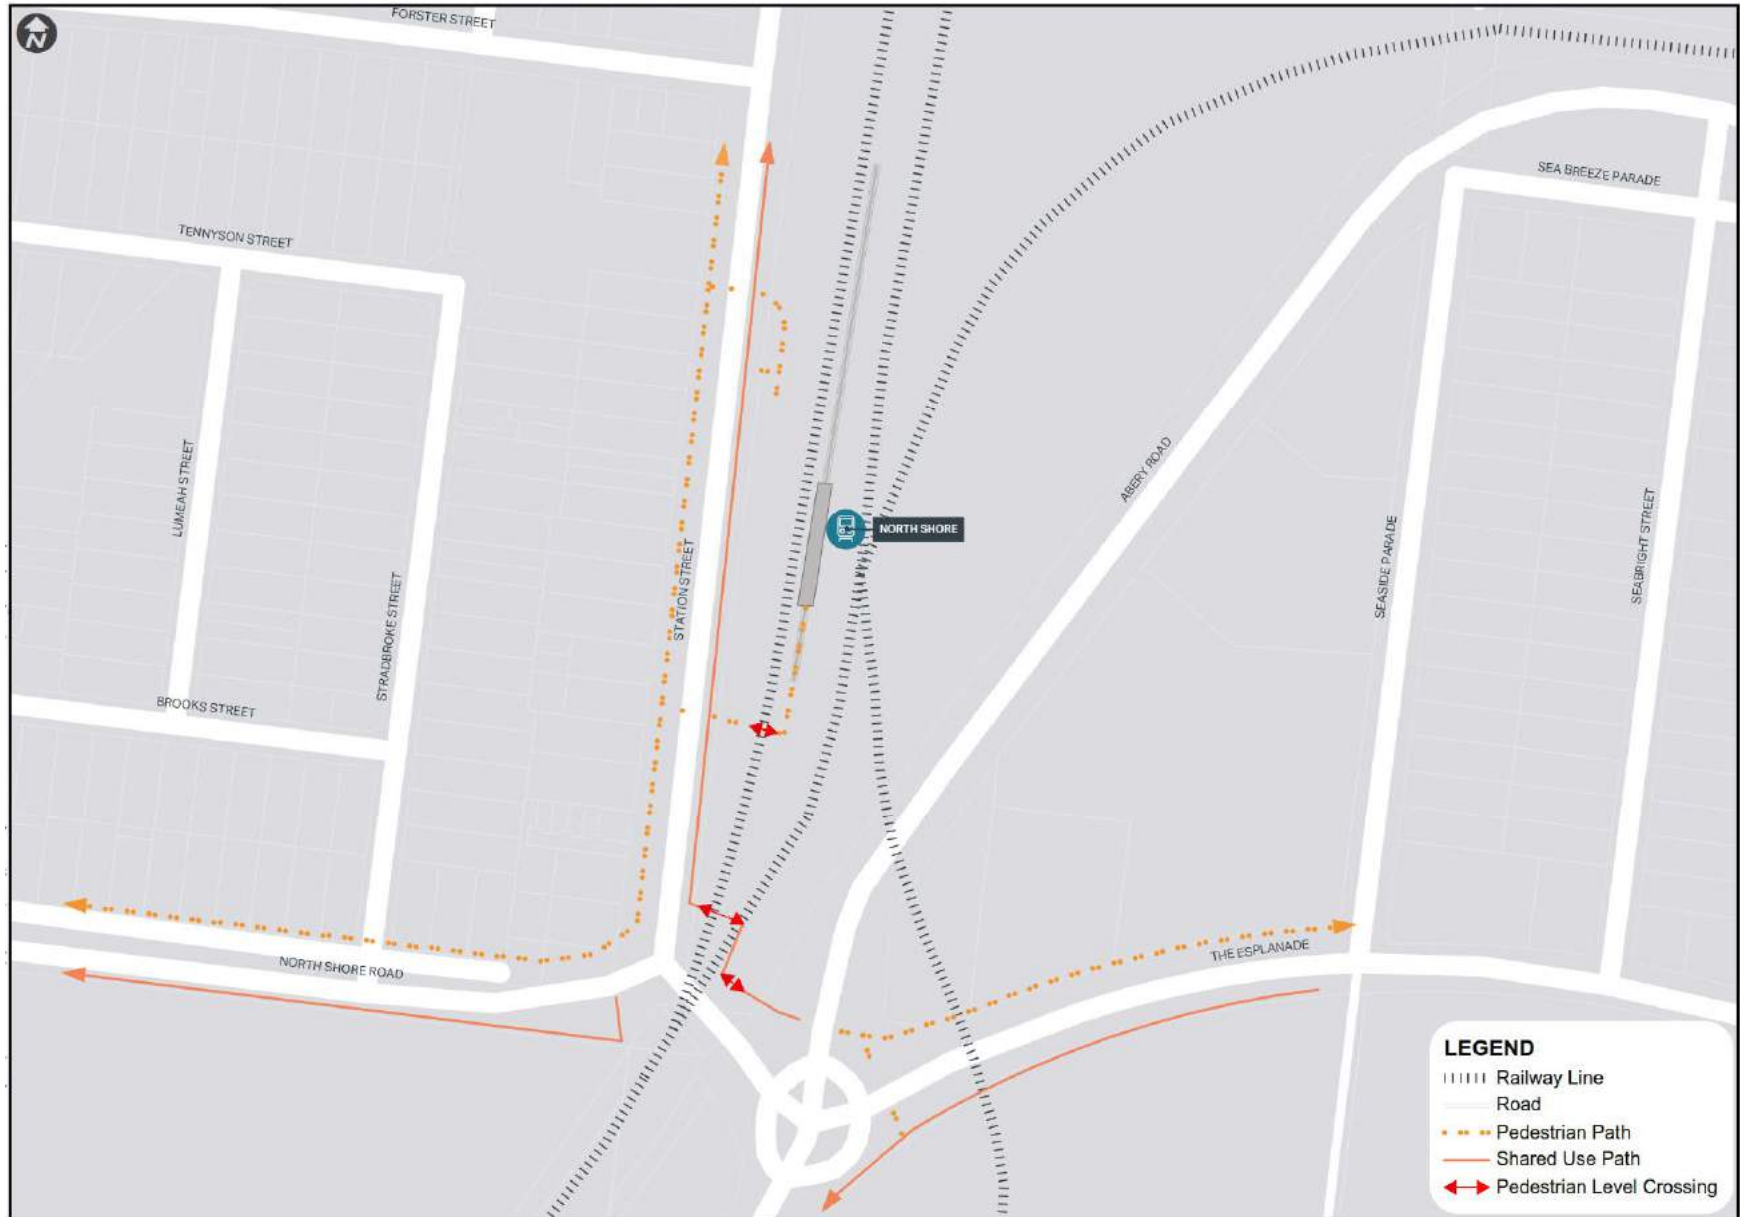 N
FORSTER STREET
SEA BREEZE PARADE
TENNYSON STREET
ABERY ROAD
LUMEAH STREET
SEABRIGHT STREET
NORTH SHORE
SEASIDE PARADE
STATION STREET
STRADBROKE STREET
BROOKS STREET
THE ESPLANADE
NORTH SHORE ROAD
LEGEND
Railway Line
Road
Pedestrian Path
Shared Use Path
Pedestrian Level Crossing